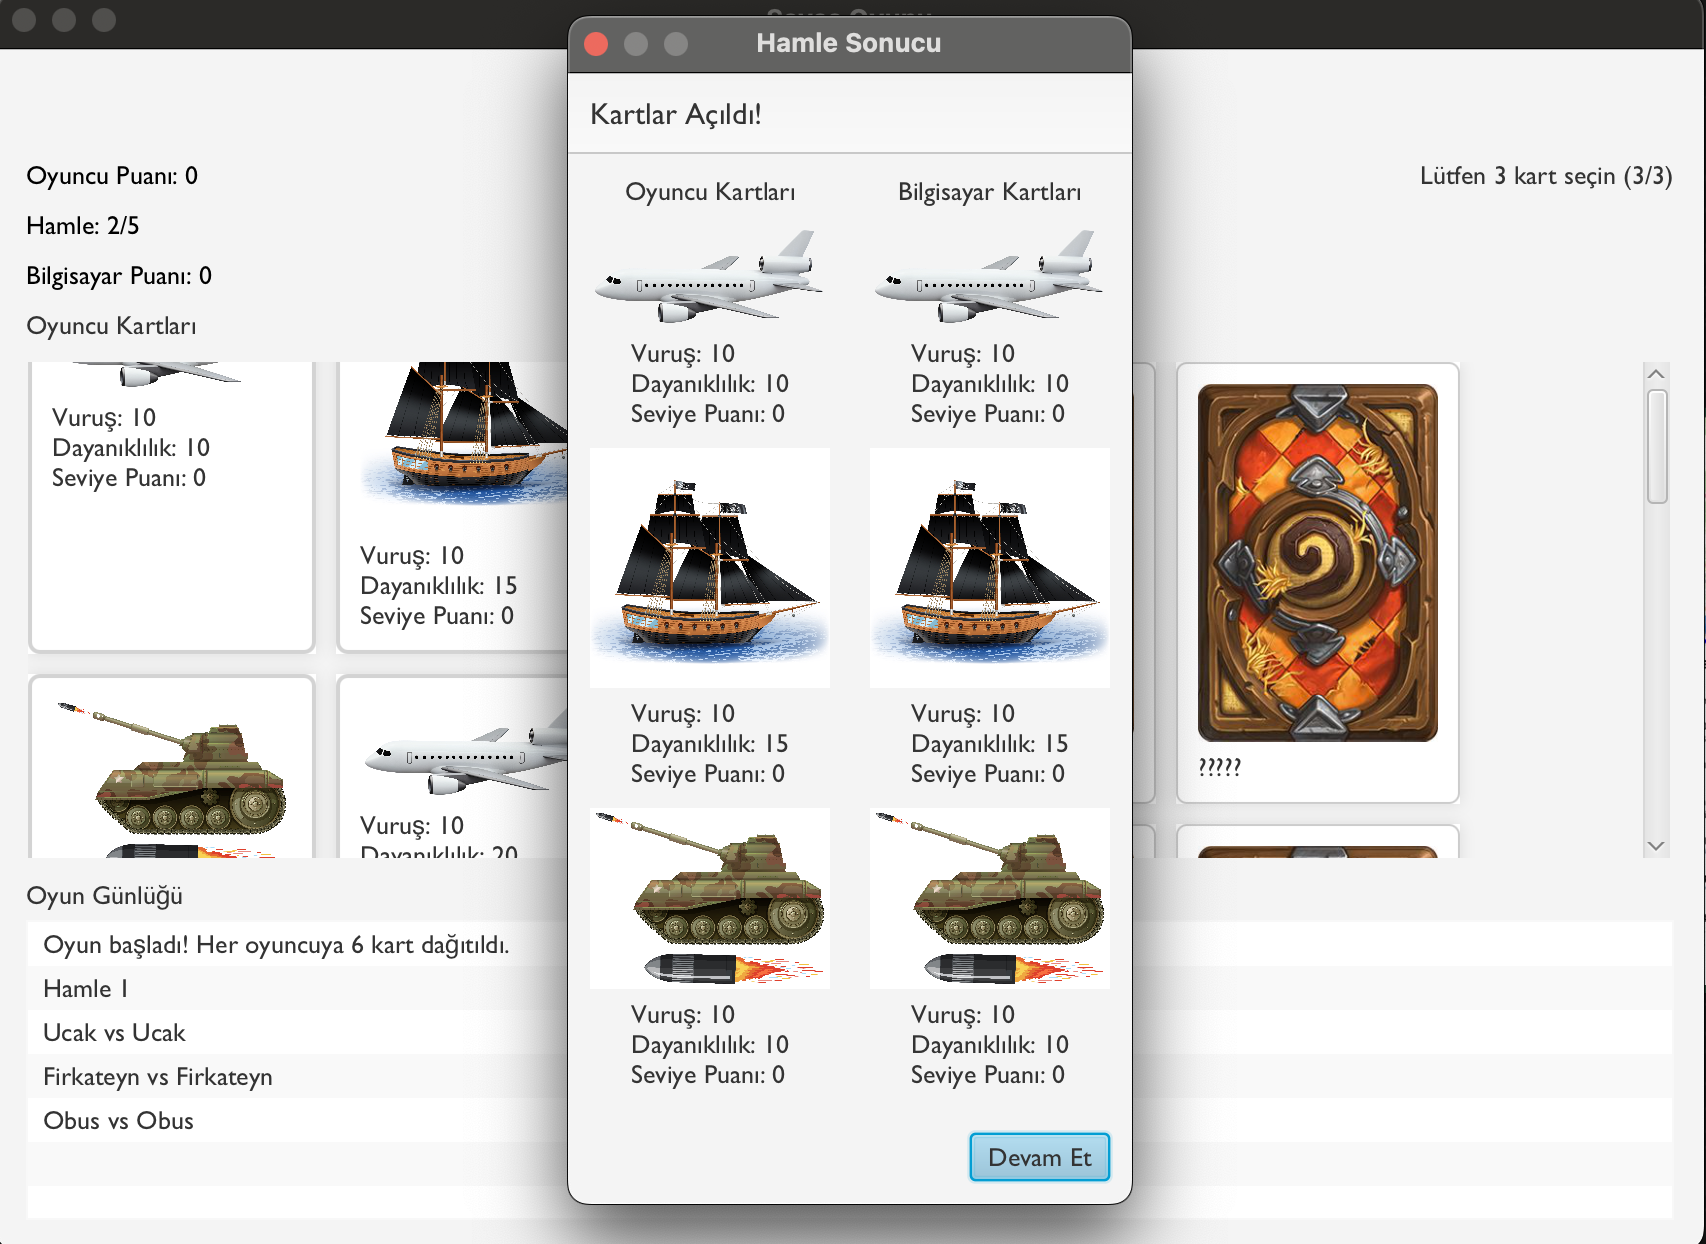 Hamle Sonucu
Kartlar Açıldı!
Oyuncu Kartları
Bilgisayar Kartları
Vuruş: 10
Dayanıklılık: 10
Seviye Puanı: 0
Vuruş: 10
Dayanıklılık: 10
Seviye Puanı: 0
Vuruş: 10
Dayanıklılık: 15
Seviye Puanı: 0
Vuruş: 10
Dayanıklılık: 15
Seviye Puanı: 0
Vuruş: 10
Dayanıklılık: 10
Seviye Puanı: 0
Vuruş: 10
Dayanıklılık: 10
Seviye Puanı: 0
Devam Et
Oyuncu Puanı: 0
Lütfen 3 kart seçin (3/3)
Hamle: 2/5
Bilgisayar Puanı: 0
Oyuncu Kartları
Vuruş: 10
Dayanıklılık: 10
Seviye Puanı: 0
Vuruş: 10
Dayanıklılık: 15
Seviye Puanı: 0
?????
Vuruş: 10
Dayanıklılık: 20
Oyun Günlüğü
Oyun başladı! Her oyuncuya 6 kart dağıtıldı.
Hamle 1
Ucak vs Ucak
Firkateyn vs Firkateyn
Obus vs Obus